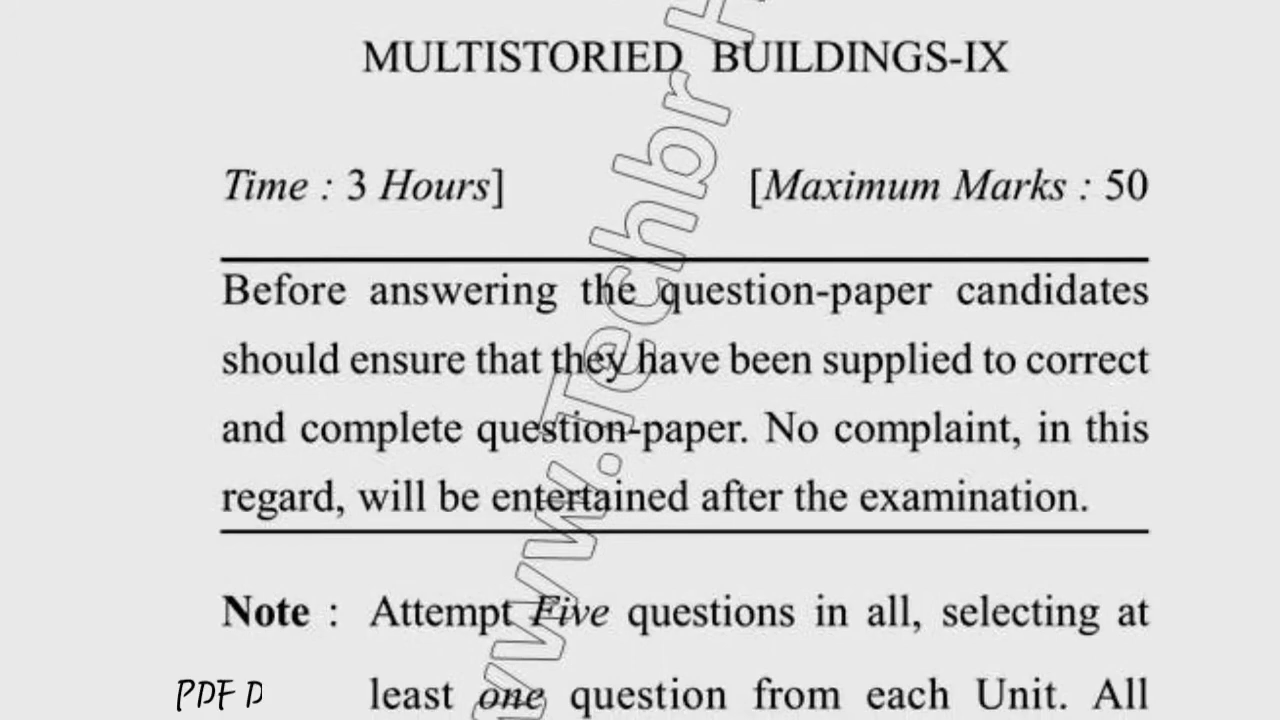 MULTISTORIED BUILDINGS-IX
Time : 3 Hours] [Maximum Marks : 50
Before answering the question-paper candidates
should ensure that they have been supplied to correct
and complete question-paper. No complaint, in this
regard, will be entertained after the examination.
Note : Attempt Five questions in all, selecting at
least one question from each Unit. All
PDF D
www.Techbr H